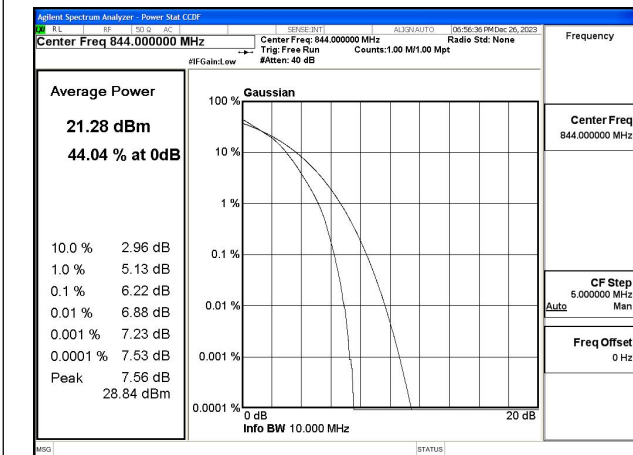 Agilent Spectrum Analyzer - Power Stat CCDF
RL RF 50 Ω AC SENSE:INT ALIGN AUTO 06:56:36 PM Dec 26, 2023
Center Freq 844.000000 MHz
Center Freq: 844.000000 MHz Radio Std: None
Trig: Free Run Counts:1.00 M/1.00 Mpt
#IFGain:Low #Atten: 40 dB
Frequency
Average Power
21.28 dBm
44.04 % at 0dB
10.0 % 2.96 dB
1.0 % 5.13 dB
0.1 % 6.22 dB
0.01 % 6.88 dB
0.001 % 7.23 dB
0.0001 % 7.53 dB
Peak 7.56 dB
28.84 dBm
Gaussian
100 %
10 %
1 %
0.1 %
0.01 %
0.001 %
0.0001 %
0 dB 20 dB
Info BW 10.000 MHz
Center Freq
844.000000 MHz
CF Step
5.000000 MHz
Auto Man
Freq Offset
0 Hz
MSG STATUS